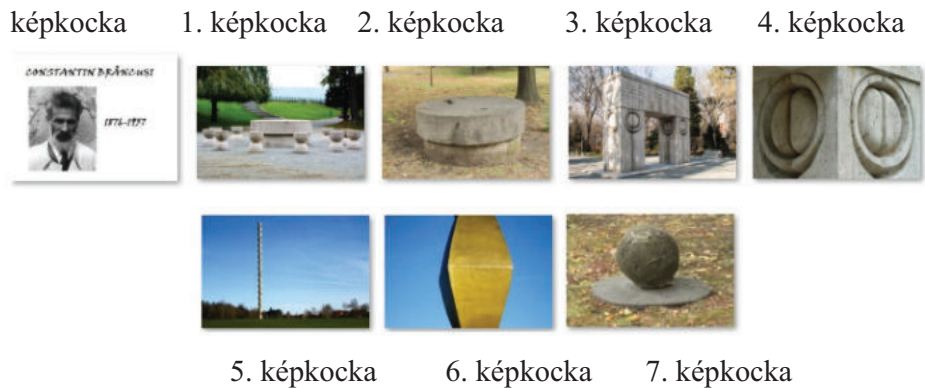 képkocka 1. képkocka 2. képkocka 3. képkocka 4. képkocka
CONSTANTIN BRÂNCUSI
1876-1957
5. képkocka 6. képkocka 7. képkocka